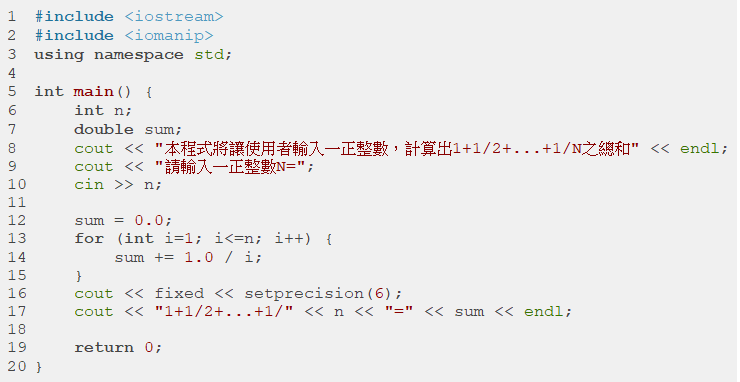 1 #include <iostream>
2 #include <iomanip>
3 using namespace std;
4
5 int main() {
6     int n;
7     double sum;
8     cout << "本程式將讓使用者輸入一正整數，計算出1+1/2+...+1/N之總和" << endl;
9     cout << "請輸入一正整數N=";
10     cin >> n;
11
12     sum = 0.0;
13     for (int i=1; i<=n; i++) {
14         sum += 1.0 / i;
15     }
16     cout << fixed << setprecision(6);
17     cout << "1+1/2+...+1/" << n << "=" << sum << endl;
18
19     return 0;
20 }